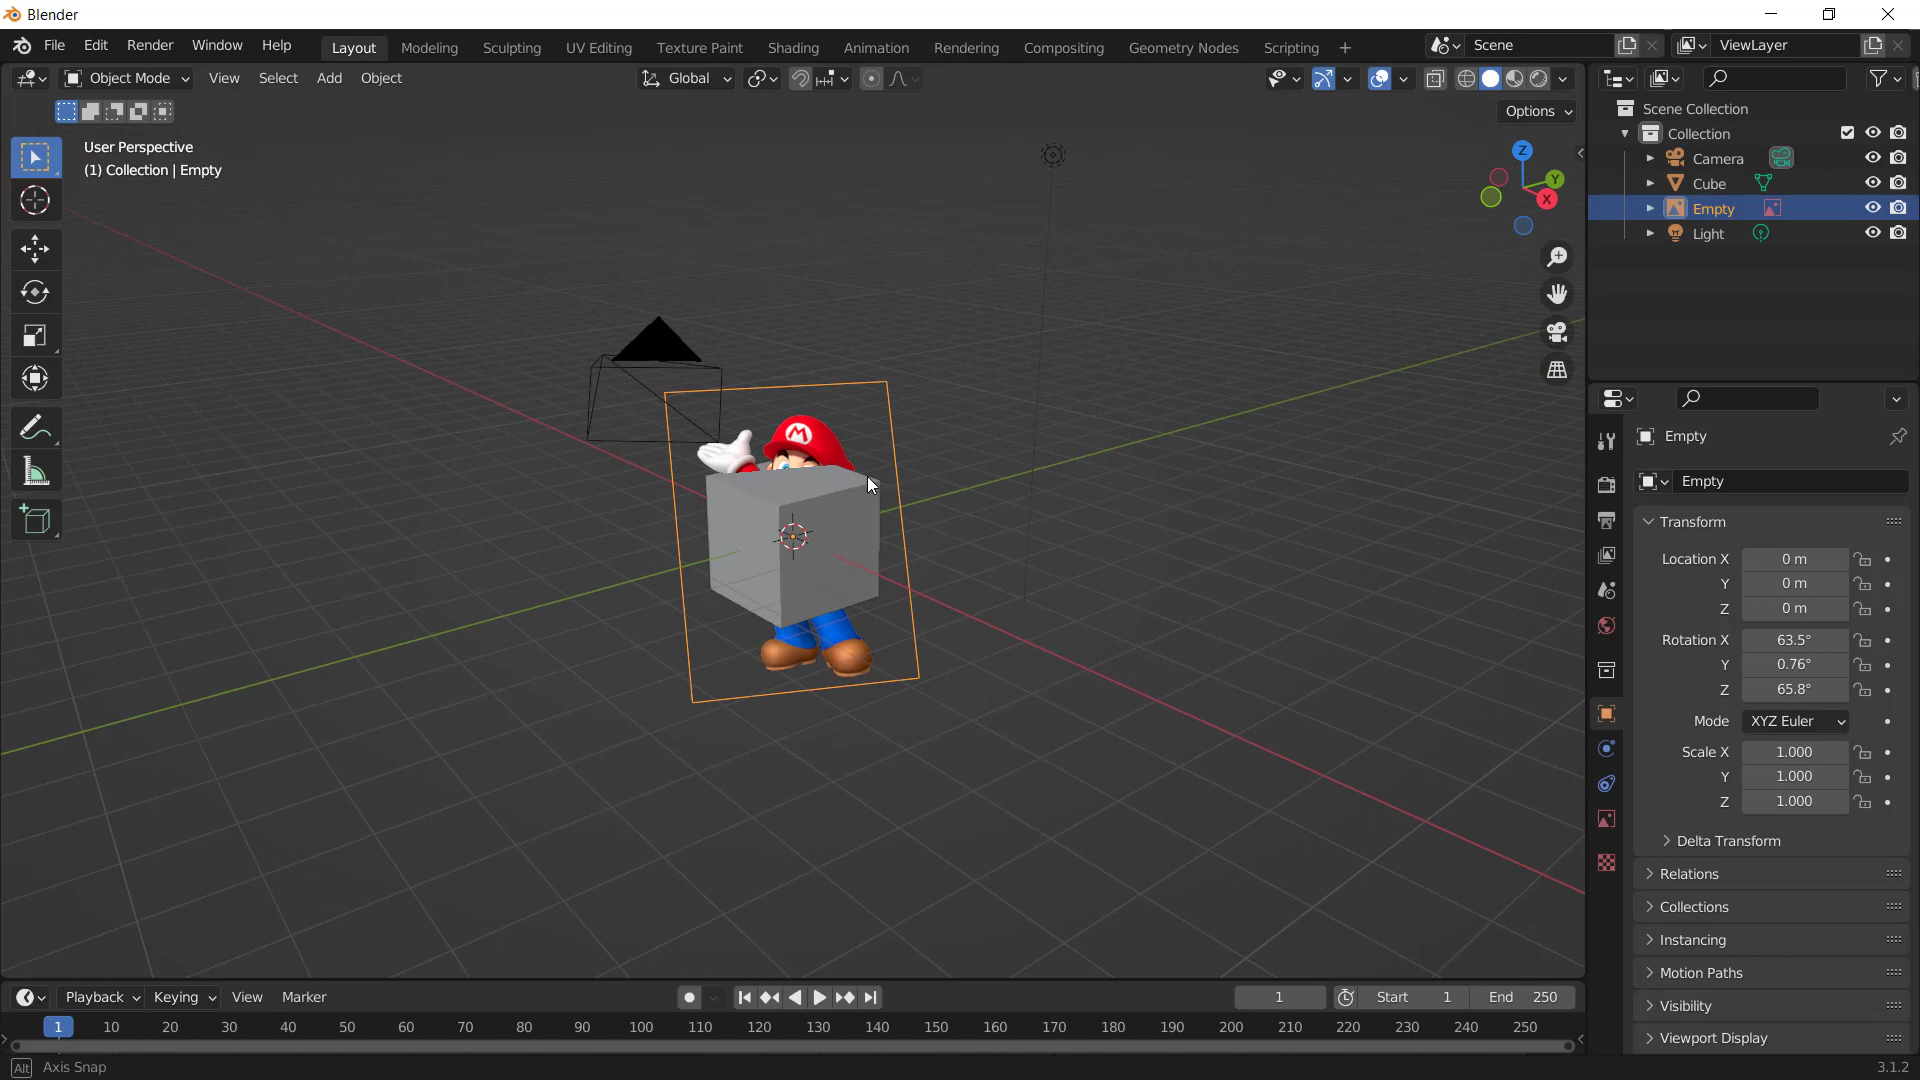 Blender
File Edit Render Window Help Layout Modeling Sculpting UV Editing Texture Paint Shading Animation Rendering Compositing Geometry Nodes Scripting + Scene ViewLayer
Object Mode View Select Add Object Global
Options
User Perspective
(1) Collection | Empty
Z
Y
X
M
Scene Collection
Collection
Camera
Cube
Empty
Light
Empty
Empty
Transform
Location X 0 m
Y 0 m
Z 0 m
Rotation X 63.5°
Y 0.76°
Z 65.8°
Mode XYZ Euler
Scale X 1.000
Y 1.000
Z 1.000
Delta Transform
Relations
Collections
Instancing
Motion Paths
Visibility
Viewport Display
Playback Keying View Marker 1 Start 1 End 250
1 10 20 30 40 50 60 70 80 90 100 110 120 130 140 150 160 170 180 190 200 210 220 230 240 250
Alt Axis Snap 3.1.2